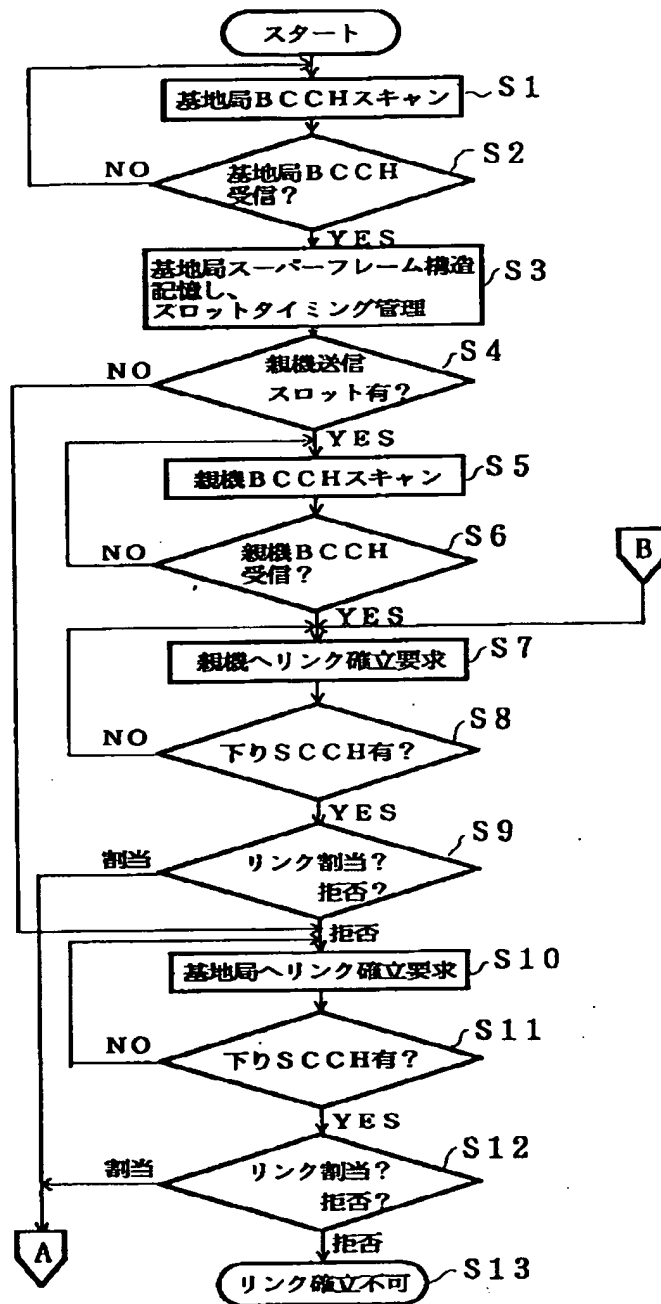 スタート
基地局BCCHスキャン
S1
S2
NO
基地局BCCH
受信?
YES
基地局スーパーフレーム構造
記憶し、
スロットタイミング管理
S3
S4
NO
親機送信
スロット有?
YES
親機BCCHスキャン
S5
S6
NO
親機BCCH
受信?
B
YES
親機へリンク確立要求
S7
S8
NO
下りSCCH有?
YES
S9
割当
リンク割当?
拒否?
拒否
基地局へリンク確立要求
S10
S11
NO
下りSCCH有?
YES
S12
割当
リンク割当?
拒否?
A
拒否
リンク確立不可
S13